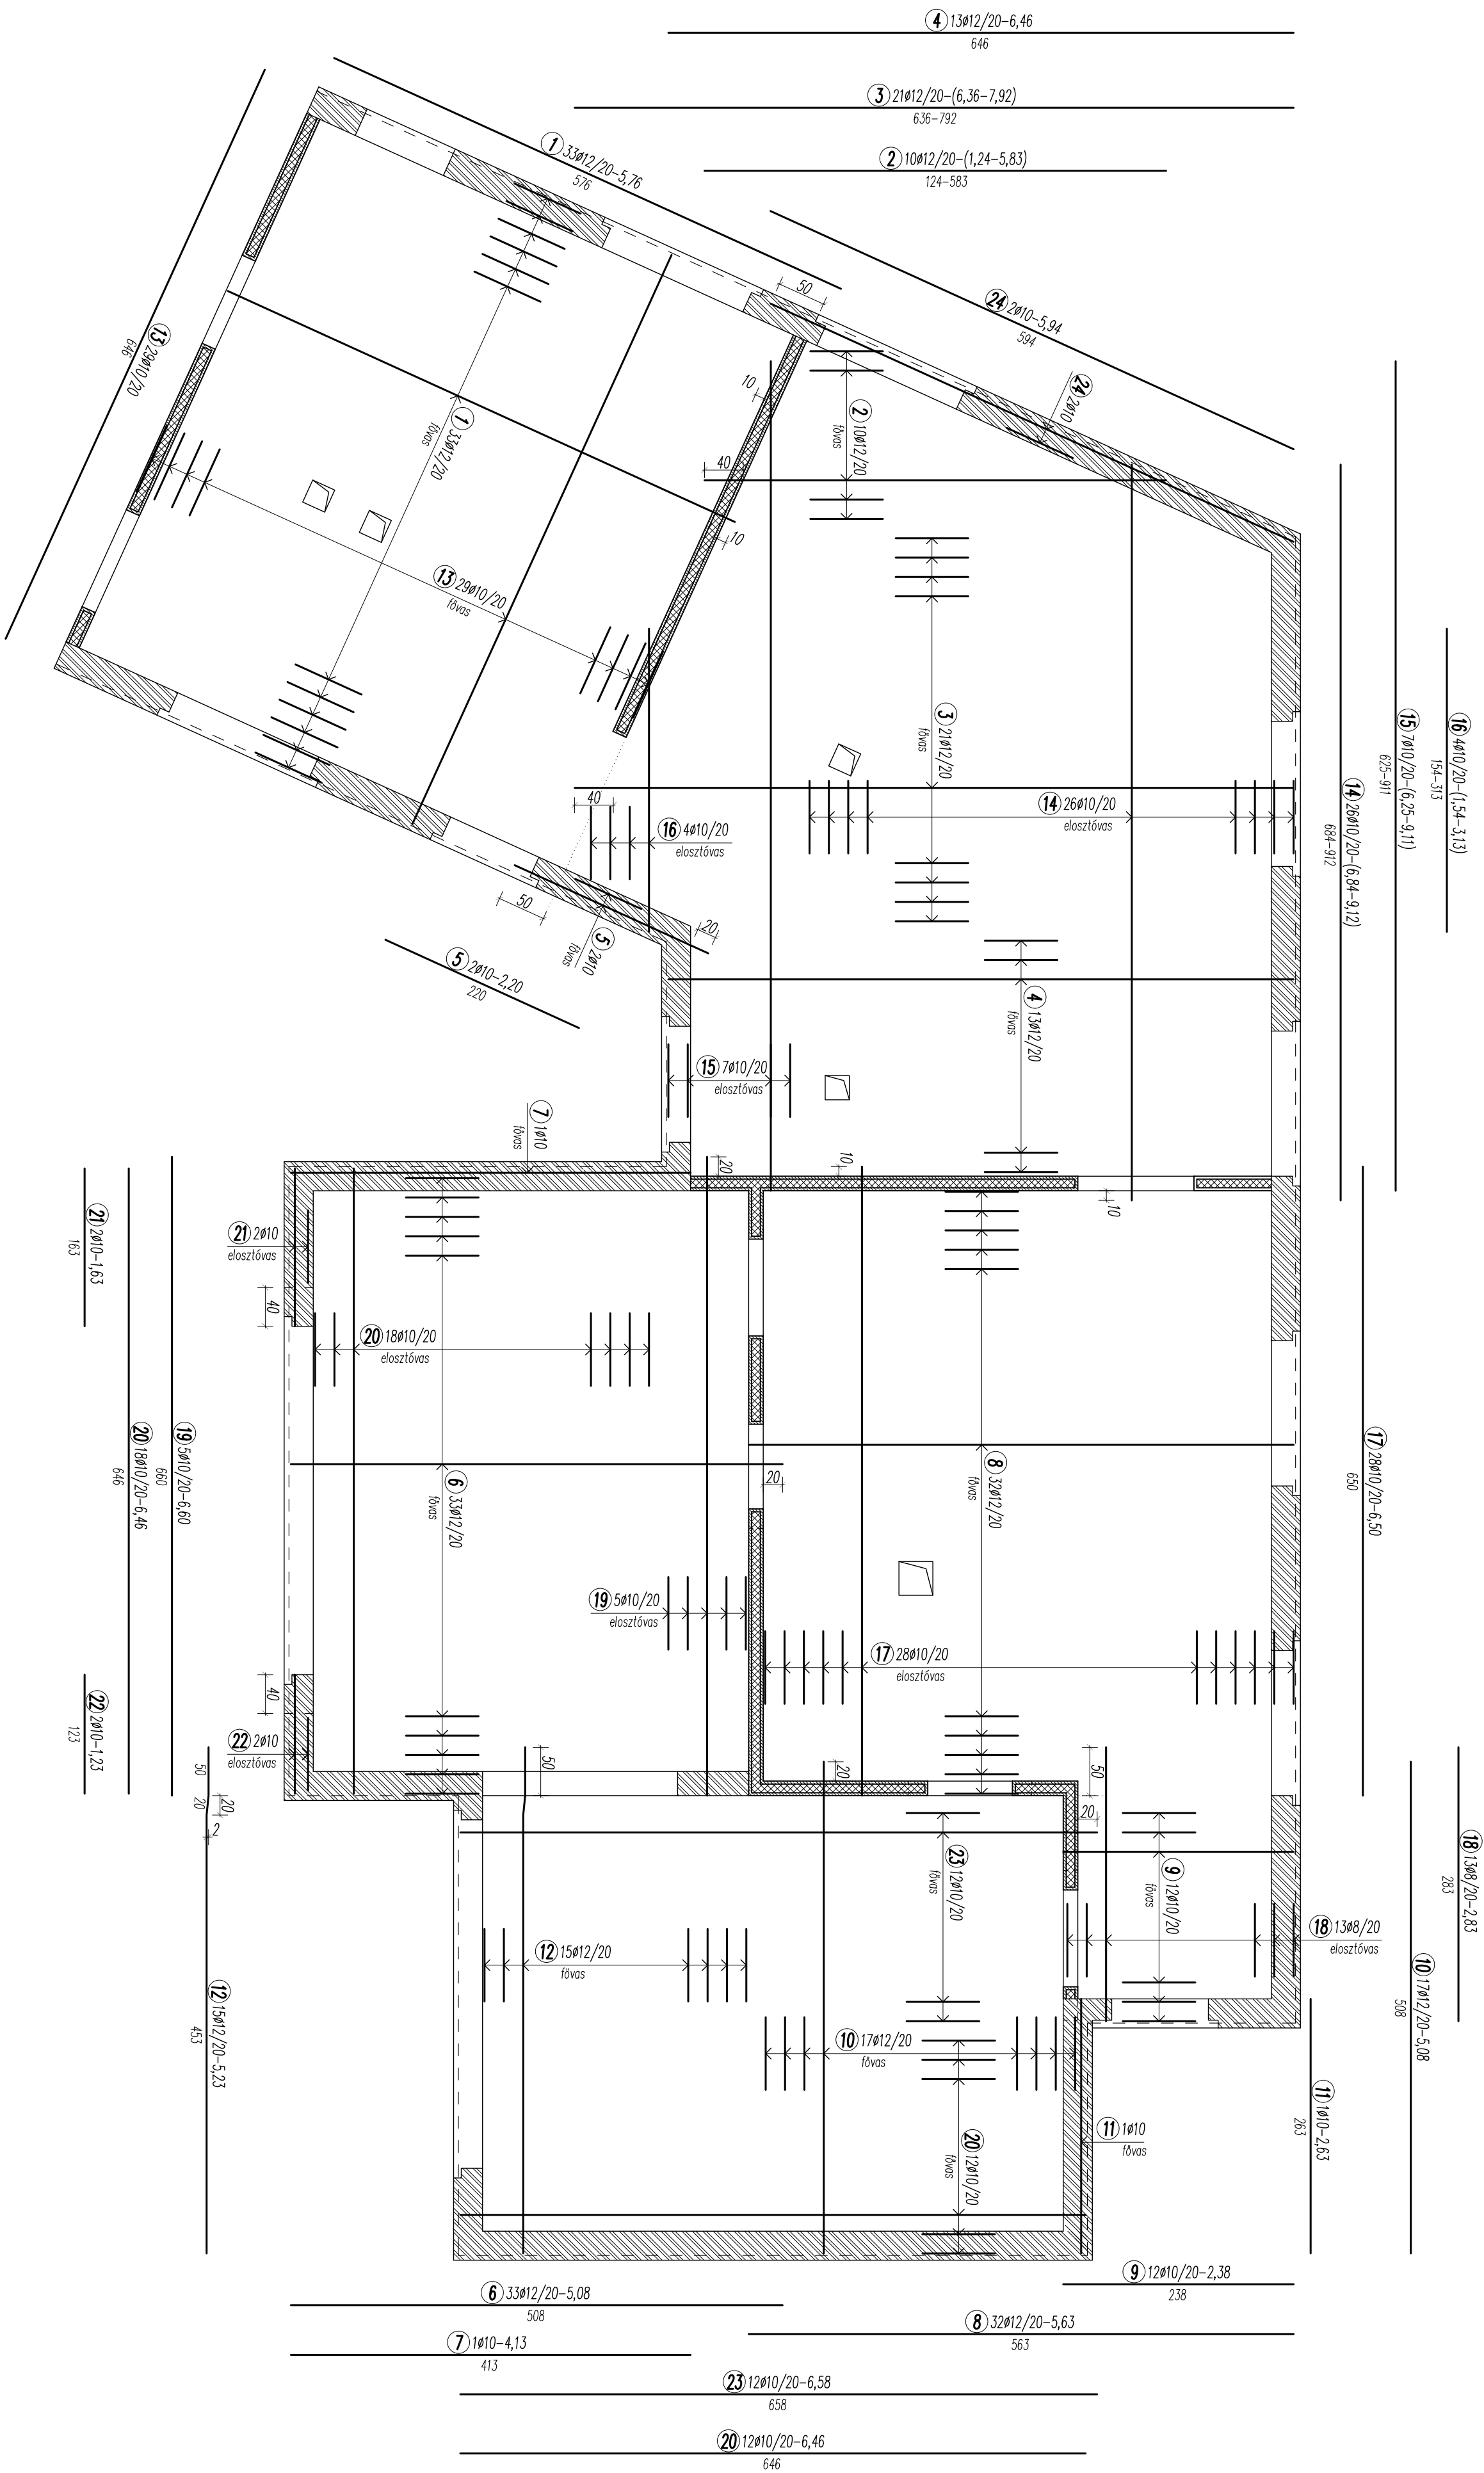 4 13ø12/20-6,46
646
3 21ø12/20-(6,36-7,92)
636-792
2 10ø12/20-(1,24-5,83)
124-583
1 33ø12/20-5,76
576
24 2ø10-5,94
594
50
24 2ø10
13 29ø10/20
646
10
2 10ø12/20
fővas
1 33ø12/20
fővas
40
10
13 29ø10/20
fővas
3 21ø12/20
fővas
16 4ø10/20-(1,54-3,13)
154-313
15 7ø10/20-(6,25-9,11)
625-911
14 26ø10/20-(6,84-9,12)
684-912
40
14 26ø10/20
elosztóvas
16 4ø10/20
elosztóvas
50
20
5 2ø10
fővas
5 2ø10-2,20
220
4 13ø12/20
fővas
15 7ø10/20
elosztóvas
7 1ø10
fővas
20
10
10
21 2ø10-1,63
163
21 2ø10
elosztóvas
40
20 18ø10/20
elosztóvas
20 18ø10/20-6,46
646
19 5ø10/20-6,60
660
6 33ø12/20
fővas
20
8 32ø12/20
fővas
17 28ø10/20-6,50
650
19 5ø10/20
elosztóvas
17 28ø10/20
elosztóvas
40
22 2ø10-1,23
123
22 2ø10
elosztóvas
50
20
20
2
50
20
50
20
23 12ø10/20
fővas
9 12ø10/20
fővas
18 13ø8/20-2,83
283
18 13ø8/20
elosztóvas
12 15ø12/20
fővas
12 15ø12/20-5,23
453
10 17ø12/20-5,08
508
10 17ø12/20
fővas
11 1ø10-2,63
263
11 1ø10
fővas
20 12ø10/20
fővas
9 12ø10/20-2,38
238
6 33ø12/20-5,08
508
8 32ø12/20-5,63
563
7 1ø10-4,13
413
23 12ø10/20-6,58
658
20 12ø10/20-6,46
646